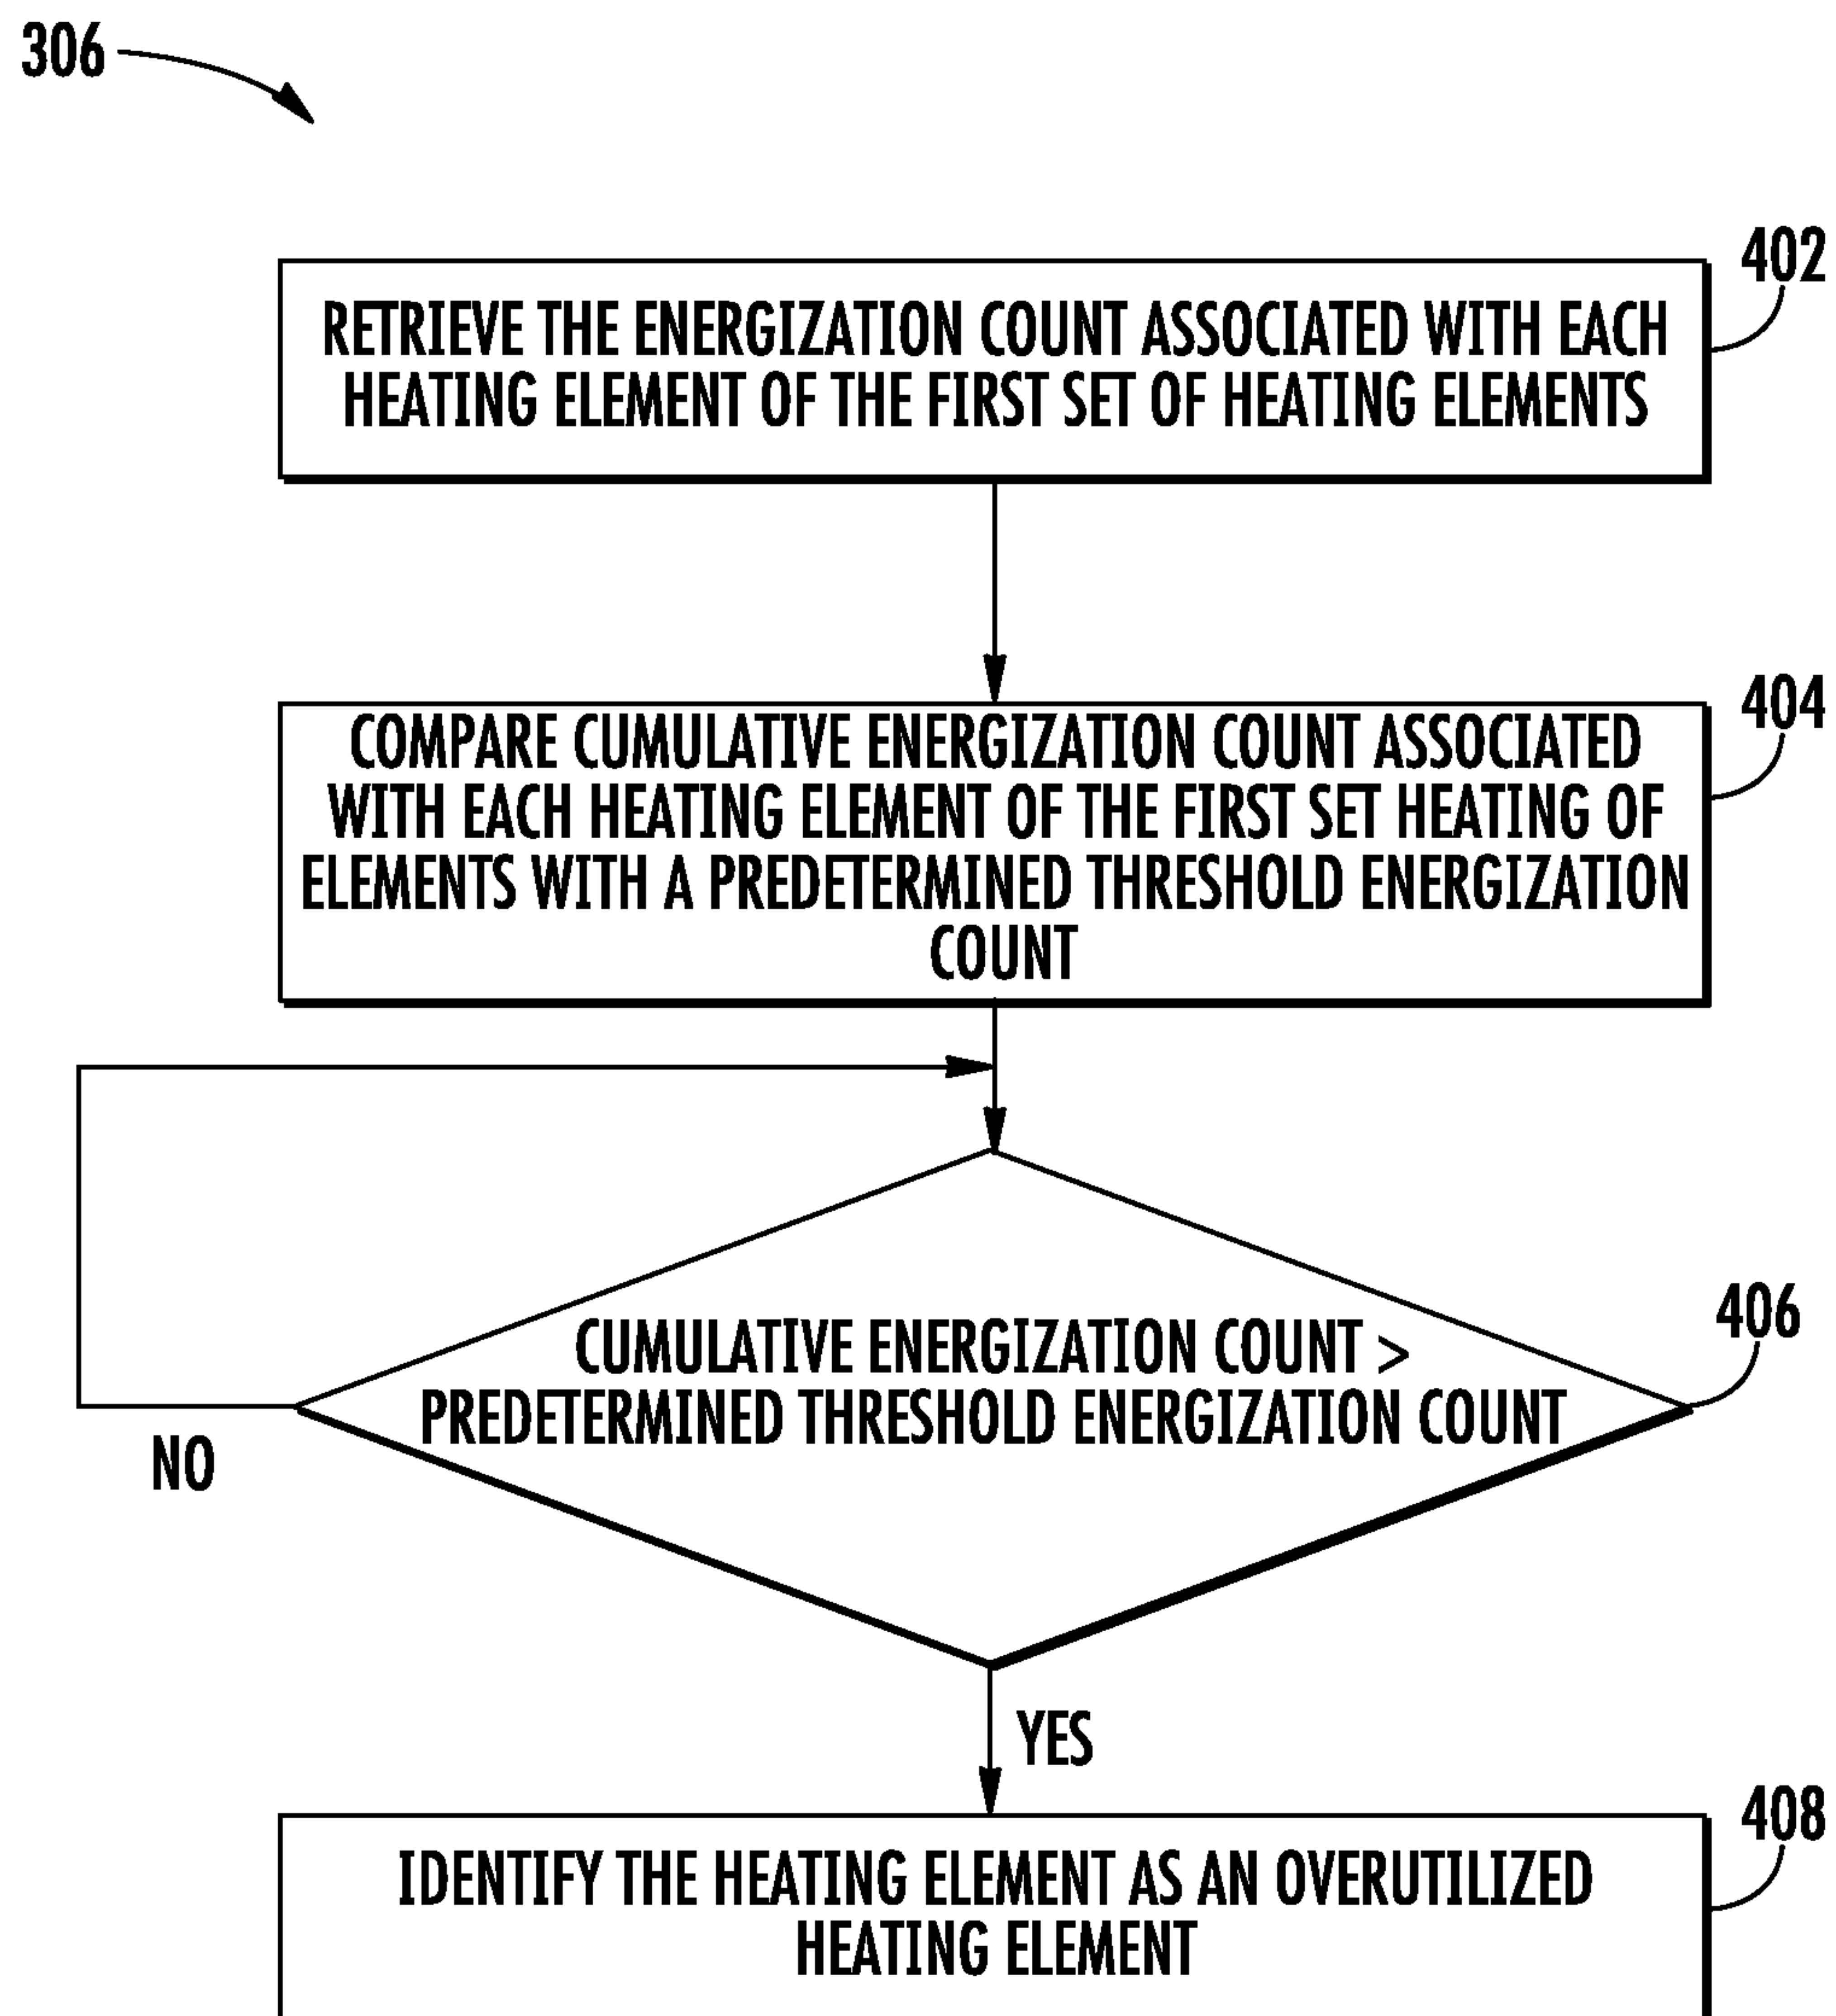 306
402
RETRIEVE THE ENERGIZATION COUNT ASSOCIATED WITH EACH
HEATING ELEMENT OF THE FIRST SET OF HEATING ELEMENTS
404
COMPARE CUMULATIVE ENERGIZATION COUNT ASSOCIATED
WITH EACH HEATING ELEMENT OF THE FIRST SET HEATING OF
ELEMENTS WITH A PREDETERMINED THRESHOLD ENERGIZATION
COUNT
406
CUMULATIVE ENERGIZATION COUNT >
PREDETERMINED THRESHOLD ENERGIZATION COUNT
NO
YES
408
IDENTIFY THE HEATING ELEMENT AS AN OVERUTILIZED
HEATING ELEMENT